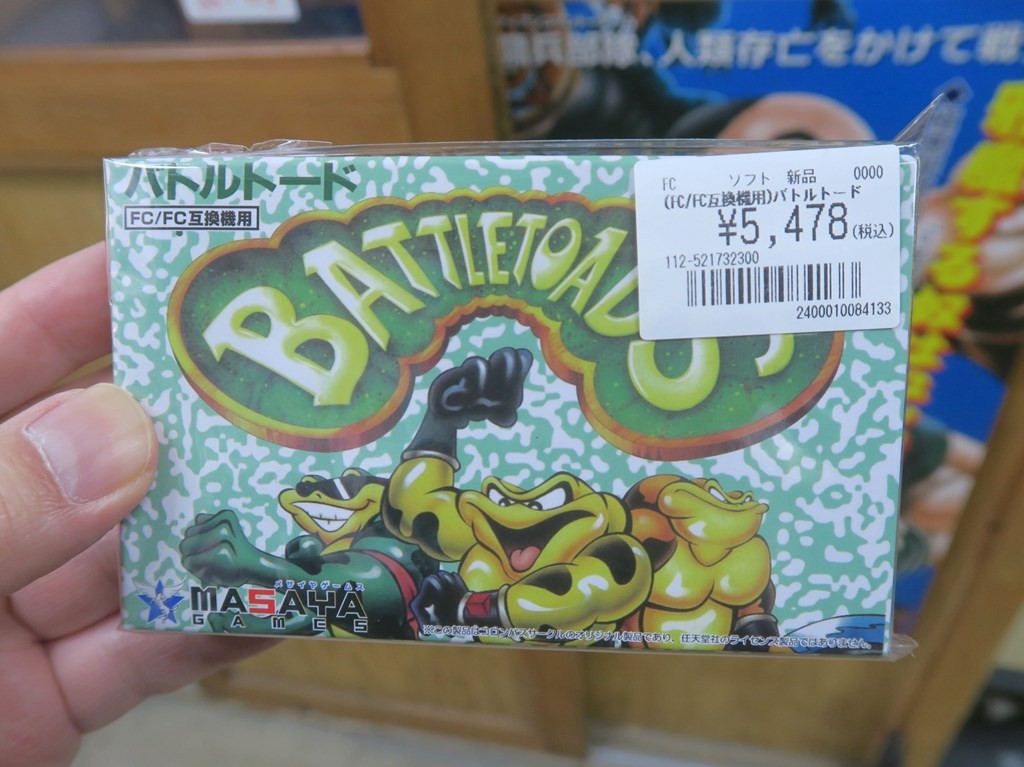 隊、人類存亡をかけて戦
バトルトード
FC/FC互換機用
BATTLETOADS
FC ソフト 新品 0000
(FC/FC互換機用)バトルトード
¥5,478(税込)
112-521732300
2400010084133
メサイヤゲームス
MASAYA
GAMES
※この製品はコロンバスサークルのオリジナル製品であり、任天堂社のライセンス製品ではありません。